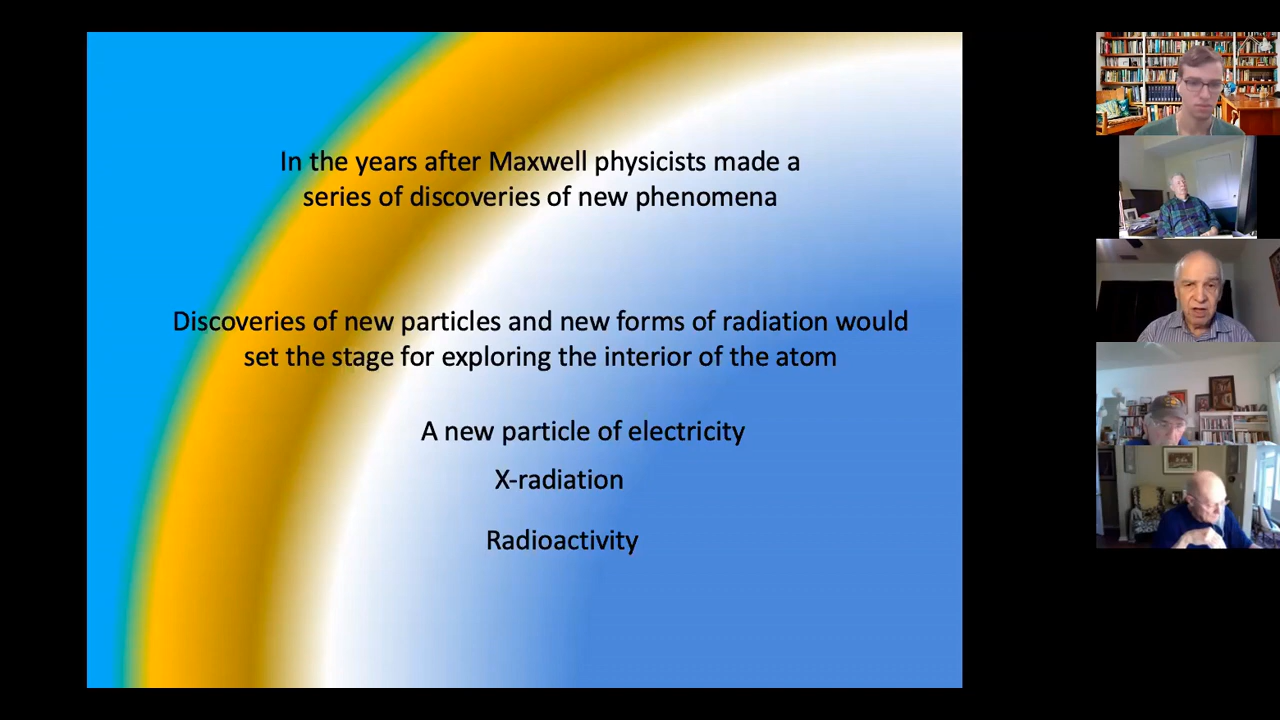 In the years after Maxwell physicists made a
series of discoveries of new phenomena
Discoveries of new particles and new forms of radiation would
set the stage for exploring the interior of the atom
A new particle of electricity
X-radiation
Radioactivity